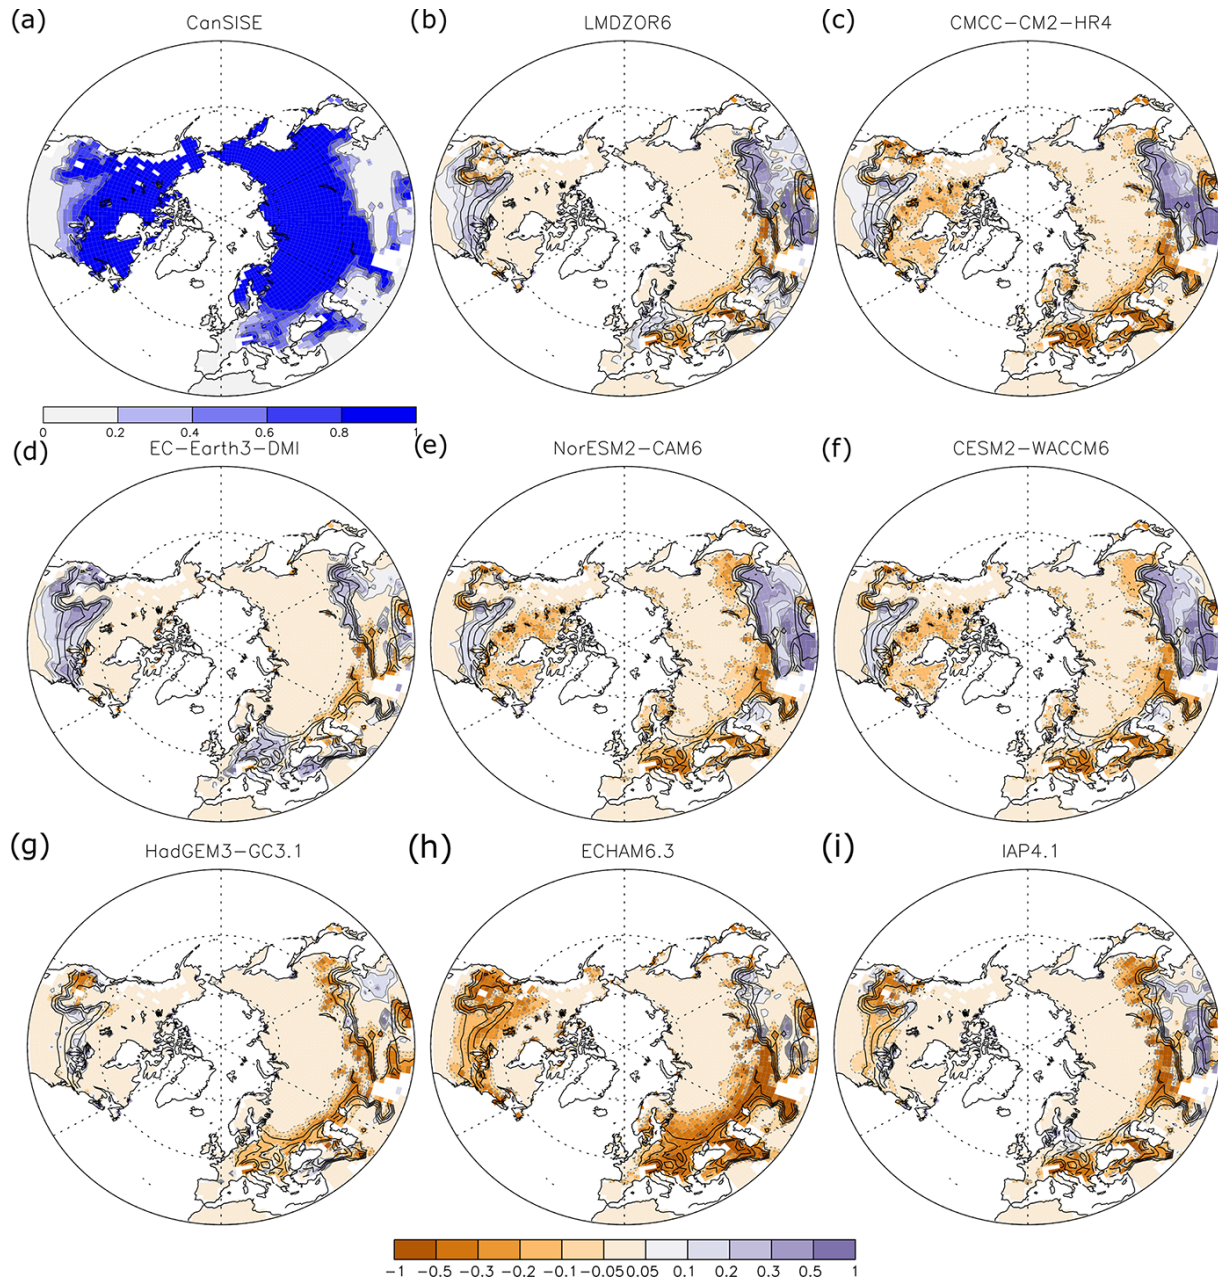 (a) CanSISE
(b) LMDZOR6
(c) CMCC-CM2-HR4
0 0.2 0.4 0.6 0.8 1
(d) EC-Earth3-DMI
(e) NorESM2-CAM6
(f) CESM2-WACCM6
(g) HadGEM3-GC3.1
(h) ECHAM6.3
(i) IAP4.1
-1 -0.5 -0.3 -0.2 -0.1 -0.05 0.05 0.1 0.2 0.3 0.5 1